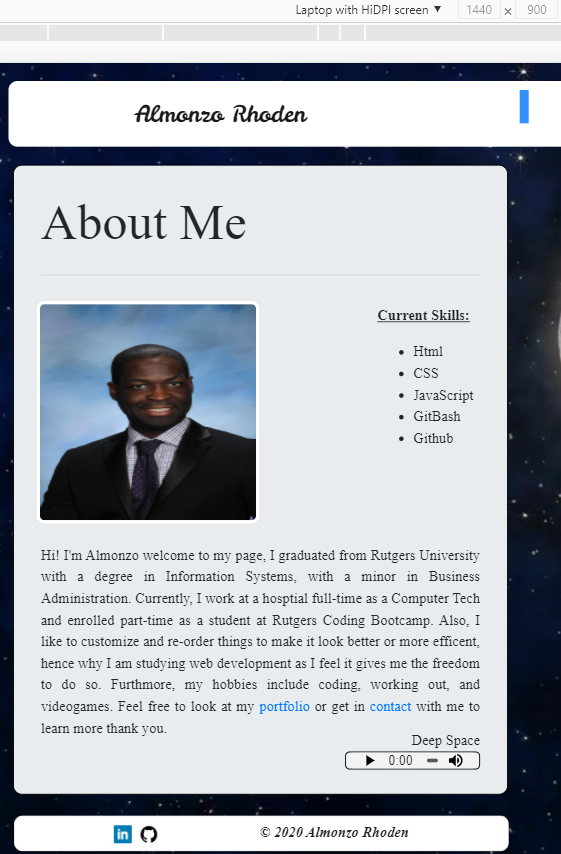 Laptop with HiDPI screen ▼ 1440 × 900
Almonzo Rhoden
About Me
Current Skills:
• Html
• CSS
• JavaScript
• GitBash
• Github
Hi! I'm Almonzo welcome to my page, I graduated from Rutgers University
with a degree in Information Systems, with a minor in Business
Administration. Currently, I work at a hosptial full-time as a Computer Tech
and enrolled part-time as a student at Rutgers Coding Bootcamp. Also, I
like to customize and re-order things to make it look better or more efficent,
hence why I am studying web development as I feel it gives me the freedom
to do so. Furthmore, my hobbies include coding, working out, and
videogames. Feel free to look at my portfolio or get in contact with me to
learn more thank you.
Deep Space
0:00
in © 2020 Almonzo Rhoden